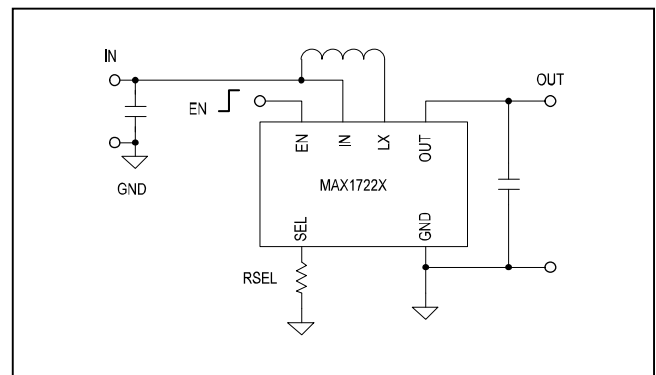 IN
OUT
EN
EN
IN
LX
OUT
GND
MAX1722X
SEL
GND
RSEL